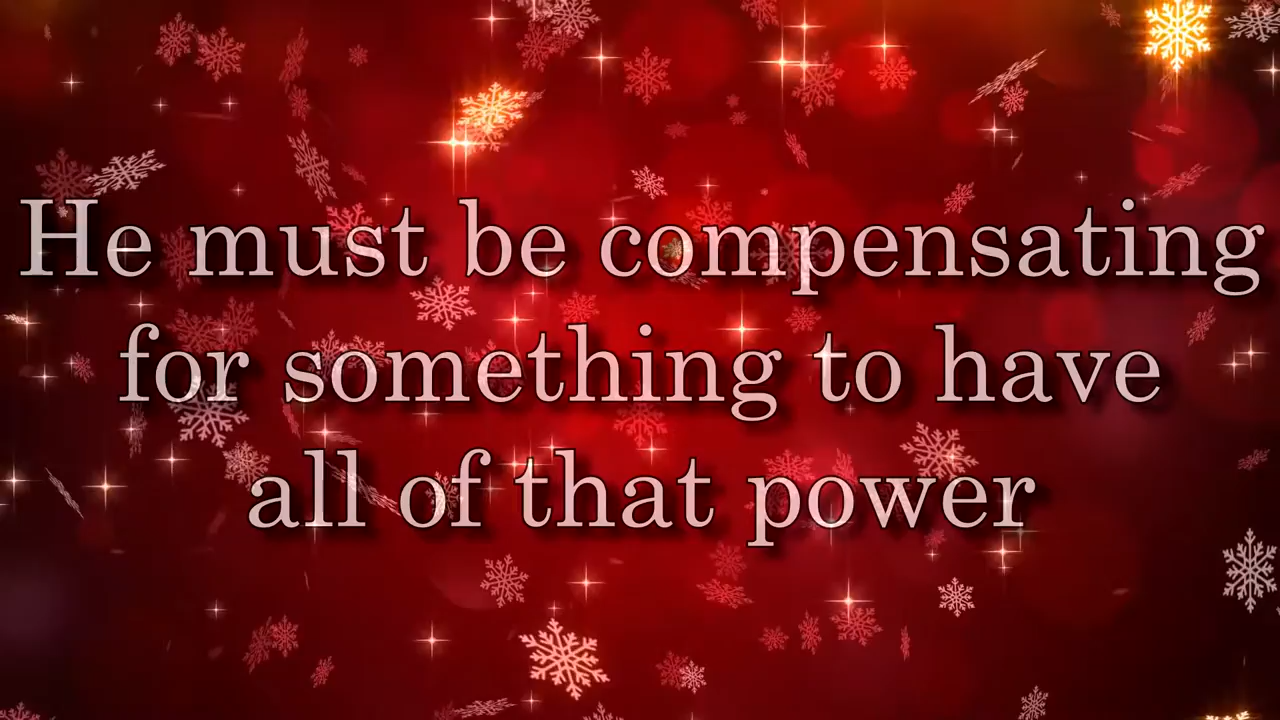 He must be compensating
for something to have
all of that power